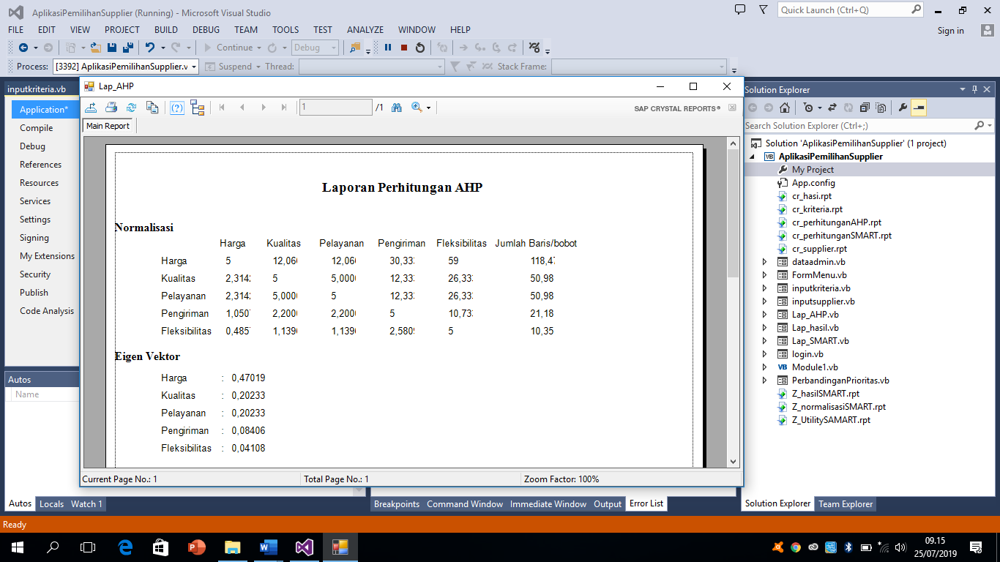 AplikasiPemilihanSupplier (Running) - Microsoft Visual Studio
Quick Launch (Ctrl+Q)
FILE EDIT VIEW PROJECT BUILD DEBUG TEAM TOOLS TEST ANALYZE WINDOW HELP
Sign in
Continue Debug
Process: [3392] AplikasiPemilihanSupplier.v Suspend Thread: Stack Frame:
inputkriteria.vb
Application*
Compile
Debug
References
Resources
Services
Settings
Signing
My Extensions
Security
Publish
Code Analysis
Autos
Name
Autos Locals Watch 1
Lap_AHP
1 /1
SAP CRYSTAL REPORTS®
Main Report
Laporan Perhitungan AHP
Normalisasi
Harga Kualitas Pelayanan Pengiriman Fleksibilitas Jumlah Baris/bobot
Harga 5 12,06 12,06 30,33 59 118,47
Kualitas 2,314 5 5,000 12,33 26,33 50,98
Pelayanan 2,314 5,000 5 12,33 26,33 50,98
Pengiriman 1,050 2,200 2,200 5 10,73 21,18
Fleksibilitas 0,485 1,139 1,139 2,580 5 10,35
Eigen Vektor
Harga : 0,47019
Kualitas : 0,20233
Pelayanan : 0,20233
Pengiriman : 0,08406
Fleksibilitas : 0,04108
Current Page No.: 1 Total Page No.: 1 Zoom Factor: 100%
Breakpoints Command Window Immediate Window Output Error List
Solution Explorer
Search Solution Explorer (Ctrl+;)
Solution 'AplikasiPemilihanSupplier' (1 project)
VB AplikasiPemilihanSupplier
My Project
App.config
cr_hasi.rpt
cr_kriteria.rpt
cr_perhitunganAHP.rpt
cr_perhitunganSMART.rpt
cr_supplier.rpt
dataadmin.vb
FormMenu.vb
inputkriteria.vb
inputsupplier.vb
Lap_AHP.vb
Lap_hasil.vb
Lap_SMART.vb
login.vb
VB Module1.vb
PerbandinganPrioritas.vb
Z_hasilSMART.rpt
Z_normalisasiSMART.rpt
Z_UtilitySAMART.rpt
Solution Explorer Team Explorer
Ready
09.15
25/07/2019